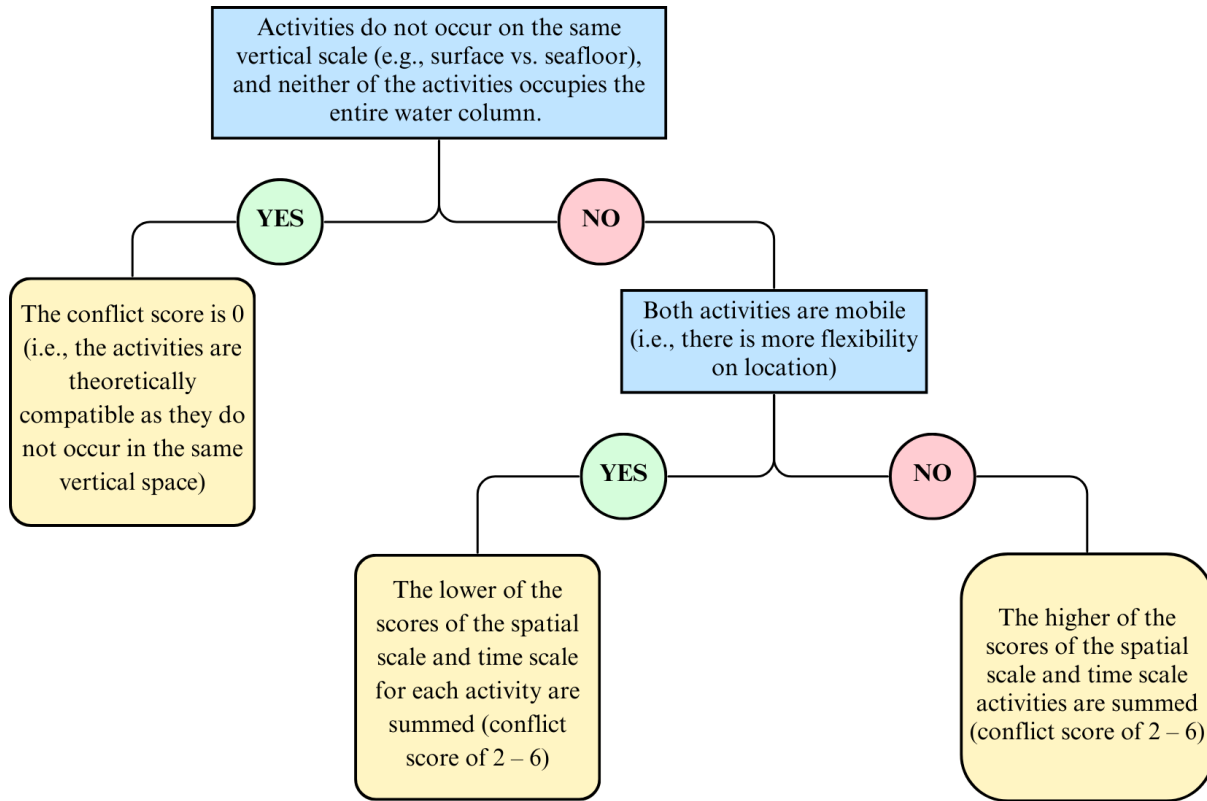 Activities do not occur on the same
vertical scale (e.g., surface vs. seafloor),
and neither of the activities occupies the
entire water column.
YES
NO
The conflict score is 0
(i.e., the activities are
theoretically
compatible as they do
not occur in the same
vertical space)
Both activities are mobile
(i.e., there is more flexibility
on location)
YES
NO
The lower of the
scores of the spatial
scale and time scale
for each activity are
summed (conflict
score of 2 – 6)
The higher of the
scores of the spatial
scale and time scale
activities are summed
(conflict score of 2 – 6)